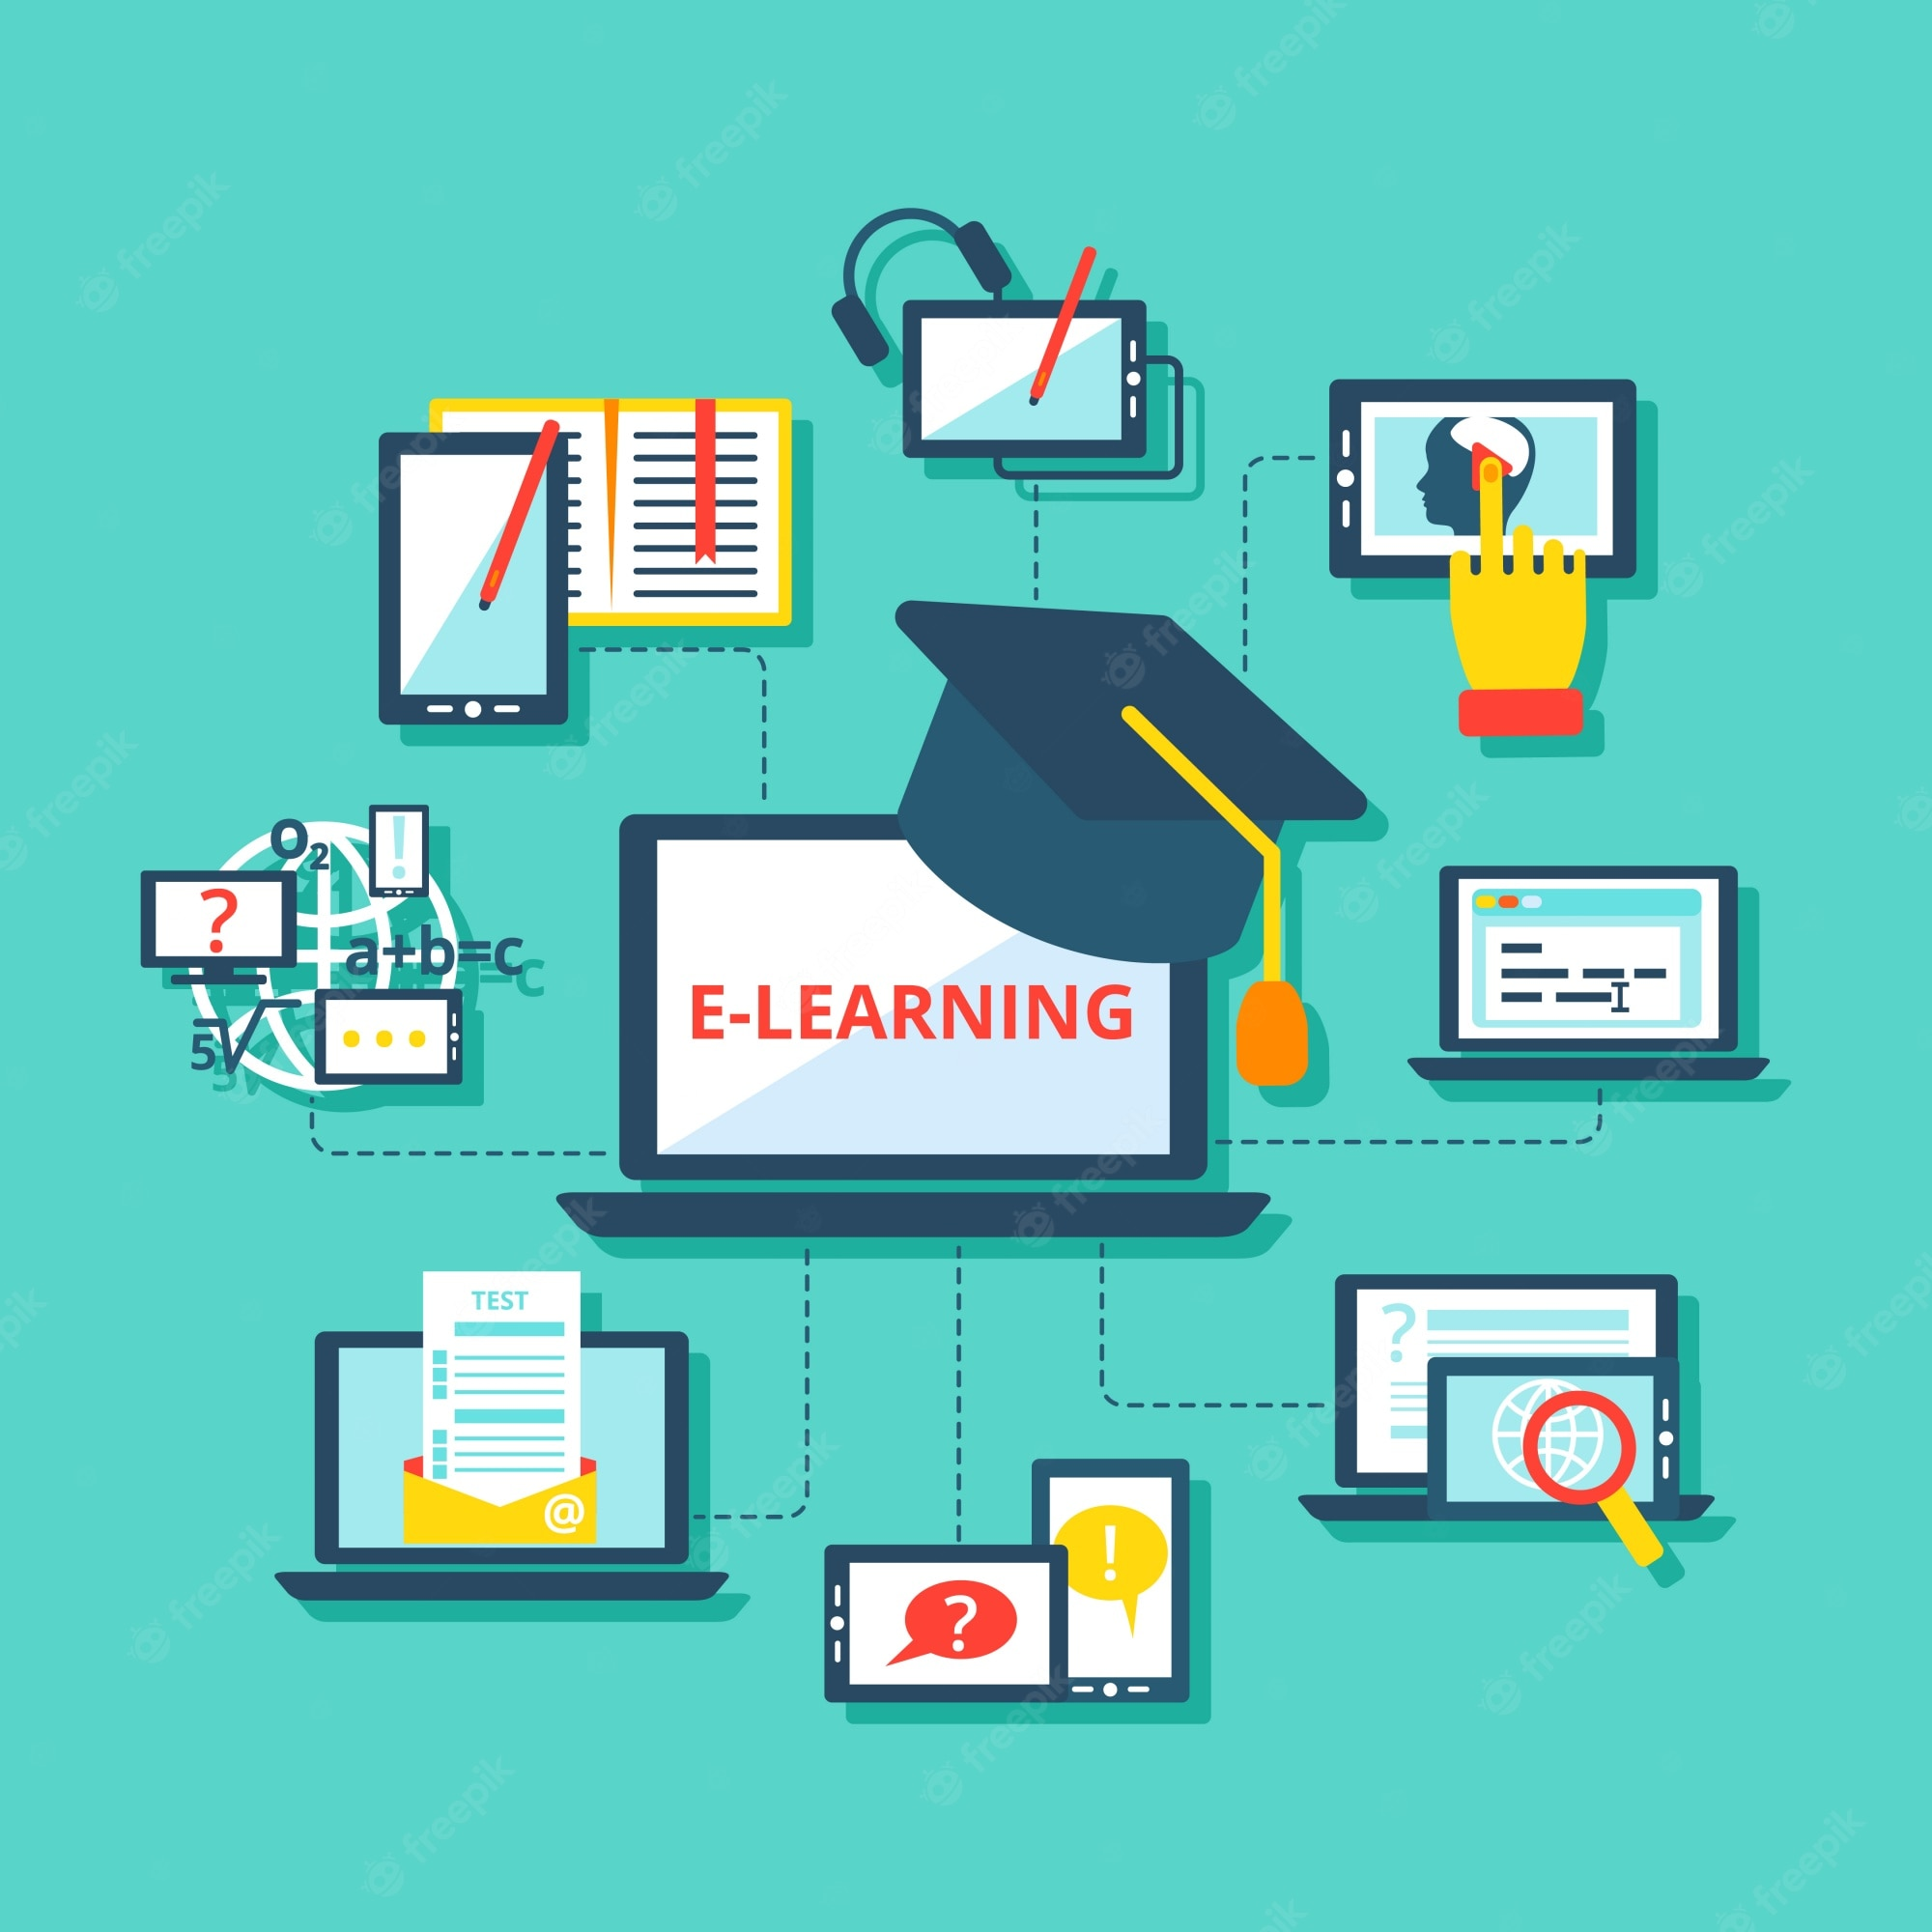 O₂
!
?
a+b=c
5√
E-LEARNING
TEST
?
@
!
?
freepik